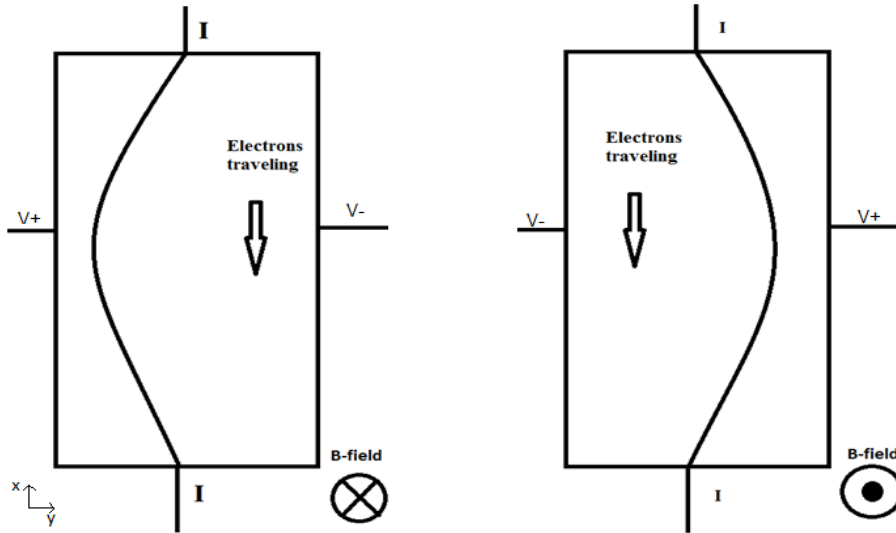 I
Electrons
traveling
V+
V-
B-field
I
x
y
I
Electrons
traveling
V-
V+
B-field
I